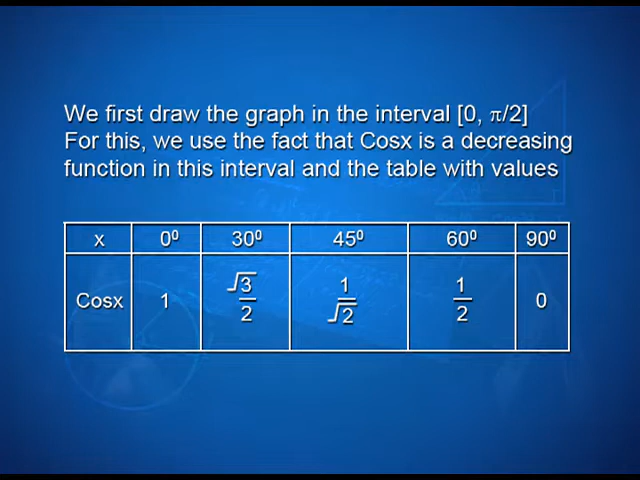 We first draw the graph in the interval [0, π/2]
For this, we use the fact that Cosx is a decreasing
function in this interval and the table with values
x 0⁰ 30⁰ 45⁰ 60⁰ 90⁰
Cosx 1 √3/2 1/√2 1/2 0